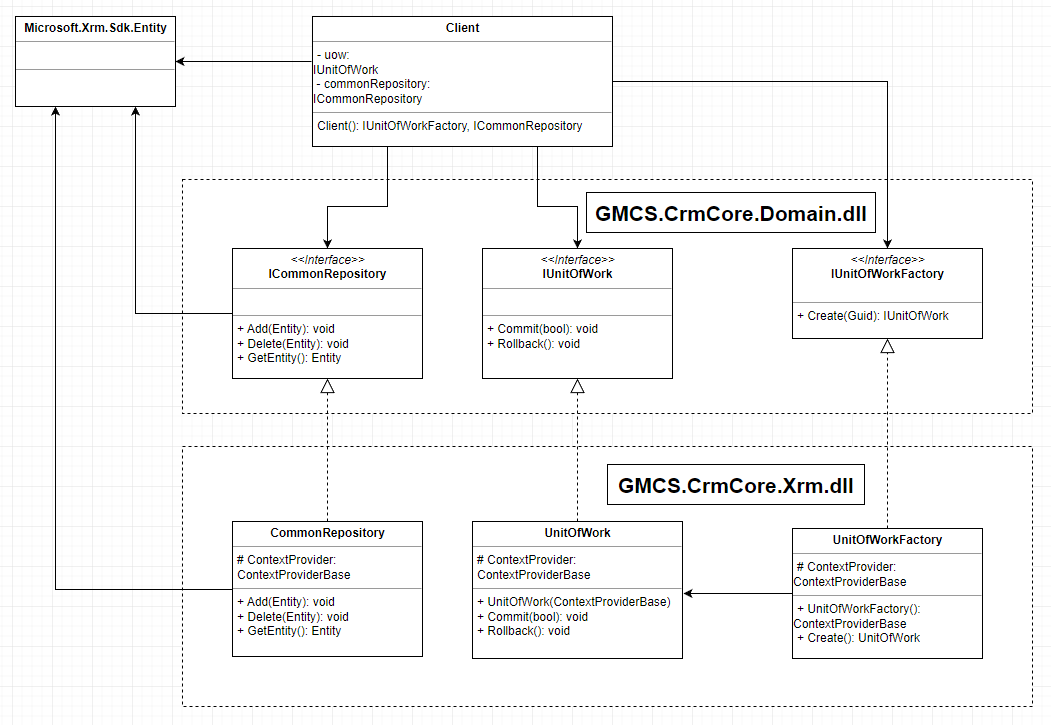 Microsoft.Xrm.Sdk.Entity
Client
- uow:
IUnitOfWork
- commonRepository:
ICommonRepository
Client(): IUnitOfWorkFactory, ICommonRepository
GMCS.CrmCore.Domain.dll
<<Interface>>
ICommonRepository
+ Add(Entity): void
+ Delete(Entity): void
+ GetEntity(): Entity
<<Interface>>
IUnitOfWork
+ Commit(bool): void
+ Rollback(): void
<<Interface>>
IUnitOfWorkFactory
+ Create(Guid): IUnitOfWork
GMCS.CrmCore.Xrm.dll
CommonRepository
# ContextProvider:
ContextProviderBase
+ Add(Entity): void
+ Delete(Entity): void
+ GetEntity(): Entity
UnitOfWork
# ContextProvider:
ContextProviderBase
+ UnitOfWork(ContextProviderBase)
+ Commit(bool): void
+ Rollback(): void
UnitOfWorkFactory
# ContextProvider:
ContextProviderBase
+ UnitOfWorkFactory():
ContextProviderBase
+ Create(): UnitOfWork